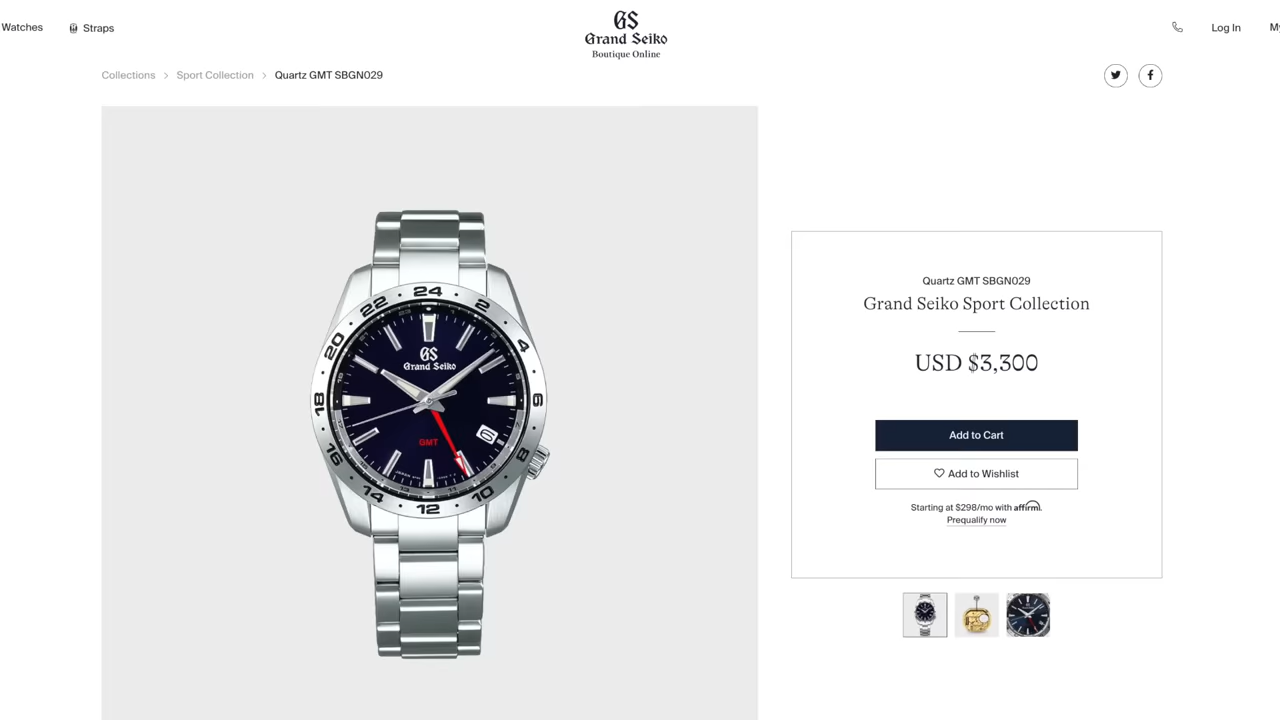 Watches
Straps
GS
Grand Seiko
Boutique Online
Log In
My
Collections > Sport Collection > Quartz GMT SBGN029
24
2
4
6
8
10
12
14
16
18
20
22
GS
Grand Seiko
GMT
6
Quartz GMT SBGN029
Grand Seiko Sport Collection
USD $3,300
Add to Cart
Add to Wishlist
Starting at $298/mo with affirm.
Prequalify now